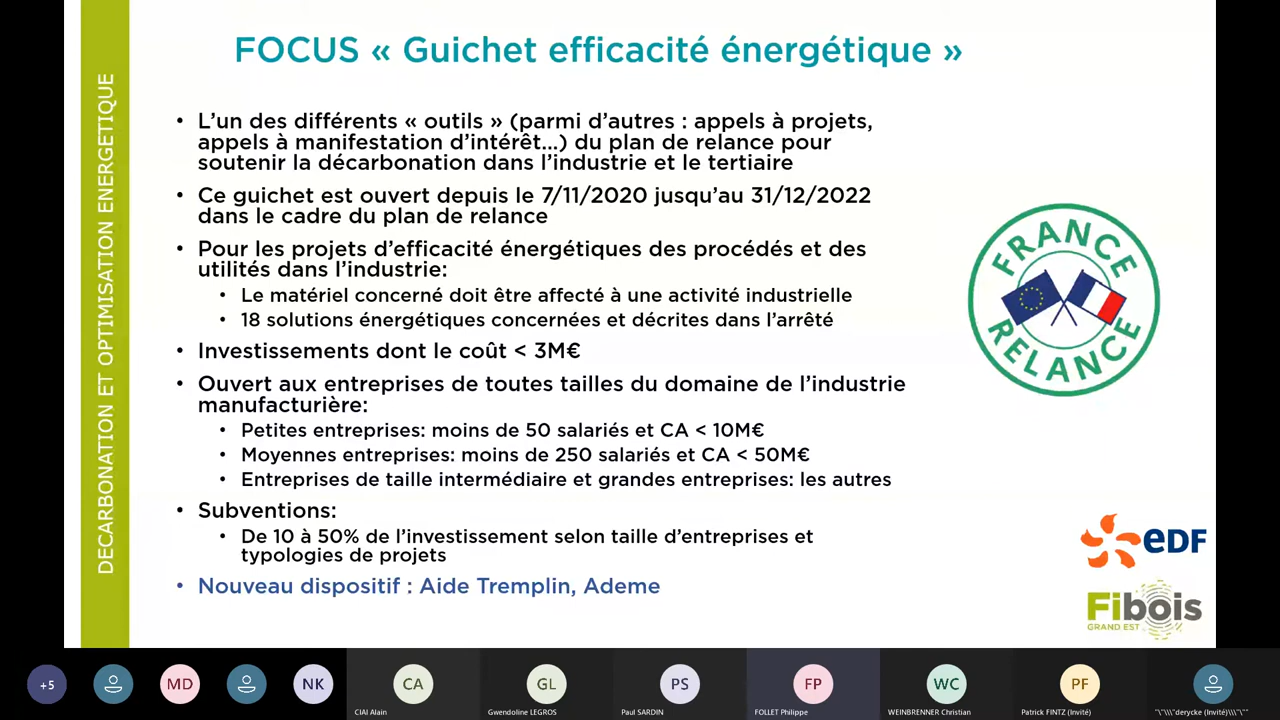 FOCUS « Guichet efficacité énergétique »
DECARBONATION ET OPTIMISATION ENERGETIQUE
• L’un des différents « outils » (parmi d’autres : appels à projets,
appels à manifestation d’intérêt...) du plan de relance pour
soutenir la décarbonation dans l’industrie et le tertiaire
• Ce guichet est ouvert depuis le 7/11/2020 jusqu’au 31/12/2022
dans le cadre du plan de relance
• Pour les projets d’efficacité énergétiques des procédés et des
utilités dans l’industrie:
• Le matériel concerné doit être affecté à une activité industrielle
• 18 solutions énergétiques concernées et décrites dans l’arrêté
• Investissements dont le coût < 3M€
• Ouvert aux entreprises de toutes tailles du domaine de l’industrie
manufacturière:
• Petites entreprises: moins de 50 salariés et CA < 10M€
• Moyennes entreprises: moins de 250 salariés et CA < 50M€
• Entreprises de taille intermédiaire et grandes entreprises: les autres
• Subventions:
• De 10 à 50% de l’investissement selon taille d’entreprises et
typologies de projets
• Nouveau dispositif : Aide Tremplin, Ademe
FRANCE
RELANCE
eDF
Fibois
GRAND EST
+5
MD
NK
CA
GL
PS
FP
WC
PF
CIAI Alain
Gwendoline LEGROS
Paul SARDIN
FOLLET Philippe
WEINBRENNER Christian
Patrick FINTZ (Invité)
"\"\\"derycke (Invité)\\\"\""